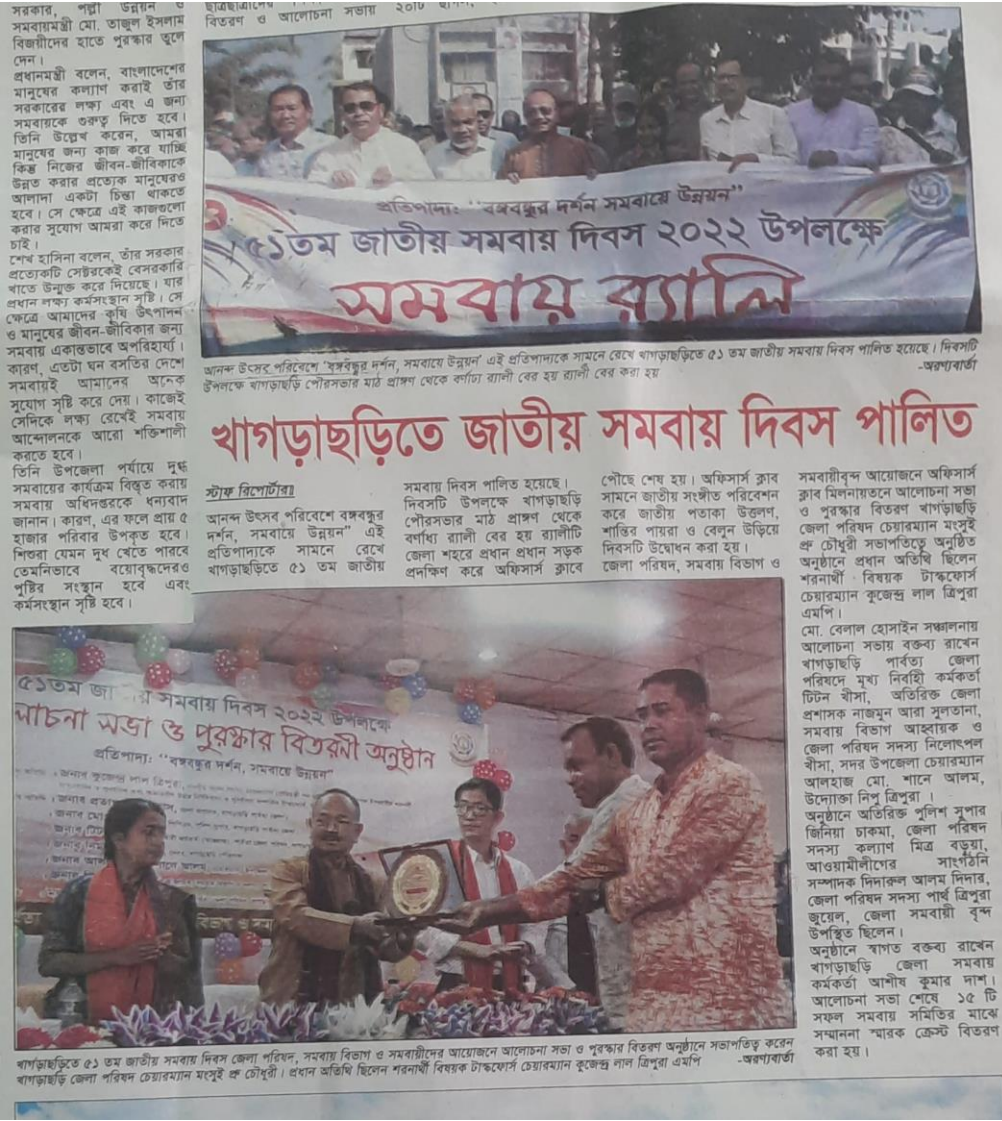 সরকার, পল্লী উন্নয়ন ও
সমবায়মন্ত্রী মো. তাজুল ইসলাম
বিজয়ীদের হাতে পুরস্কার তুলে
দেন।
প্রধানমন্ত্রী বলেন, বাংলাদেশের
মানুষের কল্যাণ করাই তাঁর
সরকারের লক্ষ্য এবং এ জন্য
সমবায়কে গুরুত্ব দিতে হবে।
তিনি উল্লেখ করেন, আমরা
মানুষের জন্য কাজ করে যাচ্ছি
কিন্তু নিজের জীবন-জীবিকাকে
উন্নত করার প্রত্যেক মানুষেরও
আলাদা একটা চিন্তা থাকতে
হবে। সে ক্ষেত্রে এই কাজগুলো
করার সুযোগ আমরা করে দিতে
চাই।
শেখ হাসিনা বলেন, তাঁর সরকার
প্রত্যেকটি সেক্টরকেই বেসরকারি
খাতে উন্মুক্ত করে দিয়েছে। যার
প্রধান লক্ষ্য কর্মসংস্থান সৃষ্টি। সে
ক্ষেত্রে আমাদের কৃষি উৎপাদন
ও মানুষের জীবন-জীবিকার জন্য
সমবায় একান্তভাবে অপরিহার্য।
কারণ, এতটা ঘন বসতির দেশে
সমবায়ই আমাদের অনেক
সুযোগ সৃষ্টি করে দেয়। কাজেই
সেদিকে লক্ষ্য রেখেই সমবায়
আন্দোলনকে আরো শক্তিশালী
করতে হবে।
তিনি উপজেলা পর্যায়ে দুগ্ধ
সমবায়ের কার্যক্রম বিস্তৃত করায়
সমবায় অধিদপ্তরকে ধন্যবাদ
জানান। কারণ, এর ফলে প্রায় ৫
হাজার পরিবার উপকৃত হবে।
শিশুরা যেমন দুধ খেতে পারবে
তেমনিভাবে বয়োবৃদ্ধদেরও
পুষ্টির সংস্থান হবে এবং
কর্মসংস্থান সৃষ্টি হবে।
বিতরণ ও আলোচনা সভায় ২০টি
প্রতিপাদ্য: "বঙ্গবন্ধুর দর্শন সমবায়ে উন্নয়ন"
৫১তম জাতীয় সমবায় দিবস ২০২২ উপলক্ষে
সমবায় র‍্যালি
আনন্দ উৎসব পরিবেশে 'বঙ্গবন্ধুর দর্শন, সমবায়ে উন্নয়ন' এই প্রতিপাদ্যকে সামনে রেখে খাগড়াছড়িতে ৫১ তম জাতীয় সমবায় দিবস পালিত হয়েছে। দিবসটি
উপলক্ষে খাগড়াছড়ি পৌরসভার মাঠ প্রাঙ্গণ থেকে বর্ণাঢ্য র‍্যালী বের হয় র‍্যালী বের করা হয় -অরণ্যবার্তা
খাগড়াছড়িতে জাতীয় সমবায় দিবস পালিত
স্টাফ রিপোর্টার॥
আনন্দ উৎসব পরিবেশে বঙ্গবন্ধুর
দর্শন, সমবায়ে উন্নয়ন" এই
প্রতিপাদ্যকে সামনে রেখে
খাগড়াছড়িতে ৫১ তম জাতীয়
সমবায় দিবস পালিত হয়েছে।
দিবসটি উপলক্ষে খাগড়াছড়ি
পৌরসভার মাঠ প্রাঙ্গণ থেকে
বর্ণাঢ্য র‍্যালী বের হয় র‍্যালীটি
জেলা শহরে প্রধান প্রধান সড়ক
প্রদক্ষিণ করে অফিসার্স ক্লাবে
পৌছে শেষ হয়। অফিসার্স ক্লাব
সামনে জাতীয় সংগীত পরিবেশন
করে জাতীয় পতাকা উত্তলণ,
শান্তির পায়রা ও বেলুন উড়িয়ে
দিবসটি উদ্বোধন করা হয়।
জেলা পরিষদ, সমবায় বিভাগ ও
সমবায়ীবৃন্দ আয়োজনে অফিসার্স
ক্লাব মিলনায়তনে আলোচনা সভা
ও পুরস্কার বিতরণ খাগড়াছড়ি
জেলা পরিষদ চেয়ারম্যান মংসুই
প্রু চৌধুরী সভাপতিত্বে অনুষ্ঠিত
অনুষ্ঠানে প্রধান অতিথি ছিলেন
শরনার্থী বিষয়ক টাস্কফোর্স
চেয়ারম্যান কুজেন্দ্র লাল ত্রিপুরা
এমপি।
মো. বেলাল হোসাইন সঞ্চালনায়
আলোচনা সভায় বক্তব্য রাখেন
খাগড়াছড়ি পার্বত্য জেলা
পরিষদে মুখ্য নির্বাহী কর্মকর্তা
টিটন খীসা, অতিরিক্ত জেলা
প্রশাসক নাজমুন আরা সুলতানা,
সমবায় বিভাগ আহ্বায়ক ও
জেলা পরিষদ সদস্য নিলোৎপল
খীসা, সদর উপজেলা চেয়ারম্যান
আলহাজ মো. শানে আলম,
উদ্যোক্তা নিপু ত্রিপুরা ।
অনুষ্ঠানে অতিরিক্ত পুলিশ সুপার
জিনিয়া চাকমা, জেলা পরিষদ
সদস্য কল্যাণ মিত্র বড়ুয়া,
আওয়ামীলীগের সাংগঠনি
সম্পাদক দিদারুল আলম দিদার,
জেলা পরিষদ সদস্য পার্থ ত্রিপুরা
জুয়েল, জেলা সমবায়ী বৃন্দ
উপস্থিত ছিলেন।
অনুষ্ঠানে স্বাগত বক্তব্য রাখেন
খাগড়াছড়ি জেলা সমবায়
কর্মকর্তা আশীষ কুমার দাশ।
আলোচনা সভা শেষে ১৫ টি
সফল সমবায় সমিতির মাঝে
সম্মাননা স্মারক ক্রেস্ট বিতরণ
করা হয়।
৫১তম সমবায় দিবস ২০২২ উপলক্ষে
সভা ও পুরস্কার বিতরনী অনুষ্ঠান
প্রতিপাদ্য: "বঙ্গবন্ধুর দর্শন, সমবায়ে উন্নয়ন"
জনাব কুজেন্দ্র লাল ত্রিপুরা,
খাগড়াছড়িতে ৫১ তম জাতীয় সমবায় দিবস জেলা পরিষদ, সমবায় বিভাগ ও সমবায়ীদের আয়োজনে আলোচনা সভা ও পুরস্কার বিতরণ অনুষ্ঠানে সভাপতিত্ব করেন
খাগড়াছড়ি জেলা পরিষদ চেয়ারম্যান মংসুই প্রু চৌধুরী। প্রধান অতিথি ছিলেন শরনার্থী বিষয়ক টাস্কফোর্স চেয়ারম্যান কুজেন্দ্র লাল ত্রিপুরা এমপি -অরণ্যবার্তা